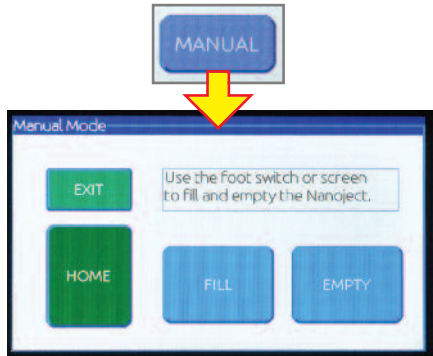 MANUAL
Manual Mode
EXIT
Use the foot switch or screen
to fill and empty the Nanoject.
HOME
FILL
EMPTY